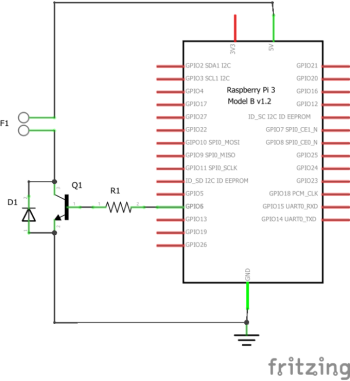 3V3
5V
GPIO2 SDA1 I2C
GPIO21
GPIO3 SCL1 I2C
Raspberry Pi 3
GPIO20
GPIO4
Model B v1.2
GPIO16
GPIO17
GPIO12
F1
GPIO27
ID_SC I2C ID EEPROM
GPIO22
GPIO7 SPI0_CE1_N
GPIO10 SPI0_MOSI
GPIO8 SPI0_CE0_N
GPIO9 SPI0_MISO
GPIO25
GPIO11 SPI0_SCLK
GPIO24
ID_SD I2C ID EEPROM
GPIO23
Q1
R1
GPIO5
GPIO18 PCM_CLK
D1
GPIO6
GPIO15 UART0_RXD
GPIO13
GPIO14 UART0_TXD
GPIO19
GPIO26
GND
fritzing